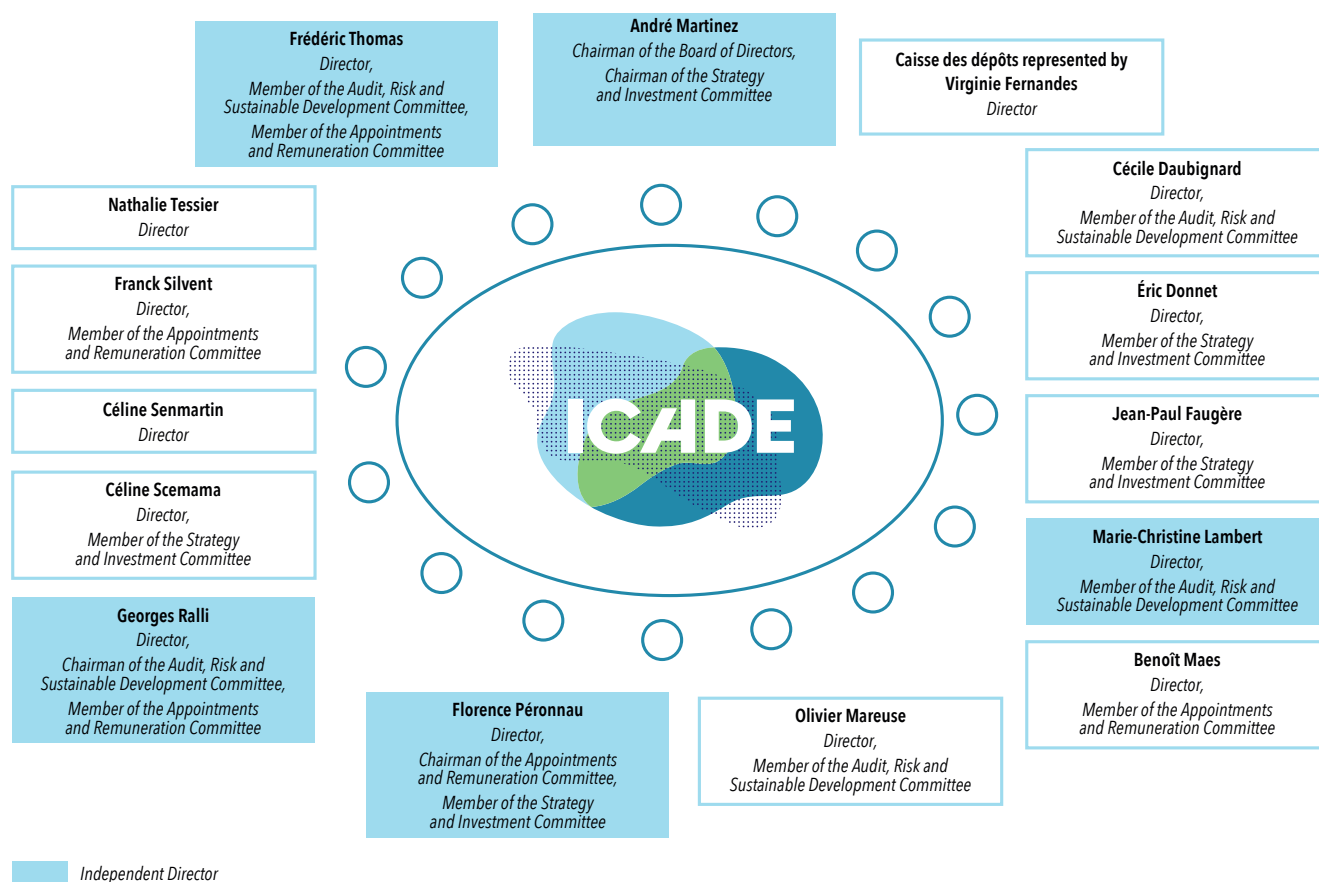 Frédéric Thomas
Director,
Member of the Audit, Risk and
Sustainable Development Committee,
Member of the Appointments
and Remuneration Committee
André Martinez
Chairman of the Board of Directors,
Chairman of the Strategy
and Investment Committee
Caisse des dépôts represented by
Virginie Fernandes
Director
Cécile Daubignard
Director,
Member of the Audit, Risk and
Sustainable Development Committee
Éric Donnet
Director,
Member of the Strategy
and Investment Committee
Jean-Paul Faugère
Director,
Member of the Strategy
and Investment Committee
Marie-Christine Lambert
Director,
Member of the Audit, Risk and
Sustainable Development Committee
Benoît Maes
Director,
Member of the Appointments
and Remuneration Committee
Olivier Mareuse
Director,
Member of the Audit, Risk and
Sustainable Development Committee
Florence Péronnau
Director,
Chairman of the Appointments
and Remuneration Committee,
Member of the Strategy
and Investment Committee
Georges Ralli
Director,
Chairman of the Audit, Risk and
Sustainable Development Committee,
Member of the Appointments
and Remuneration Committee
Céline Scemama
Director,
Member of the Strategy
and Investment Committee
Céline Senmartin
Director
Franck Silvent
Director,
Member of the Appointments
and Remuneration Committee
Nathalie Tessier
Director
ICADE
Independent Director